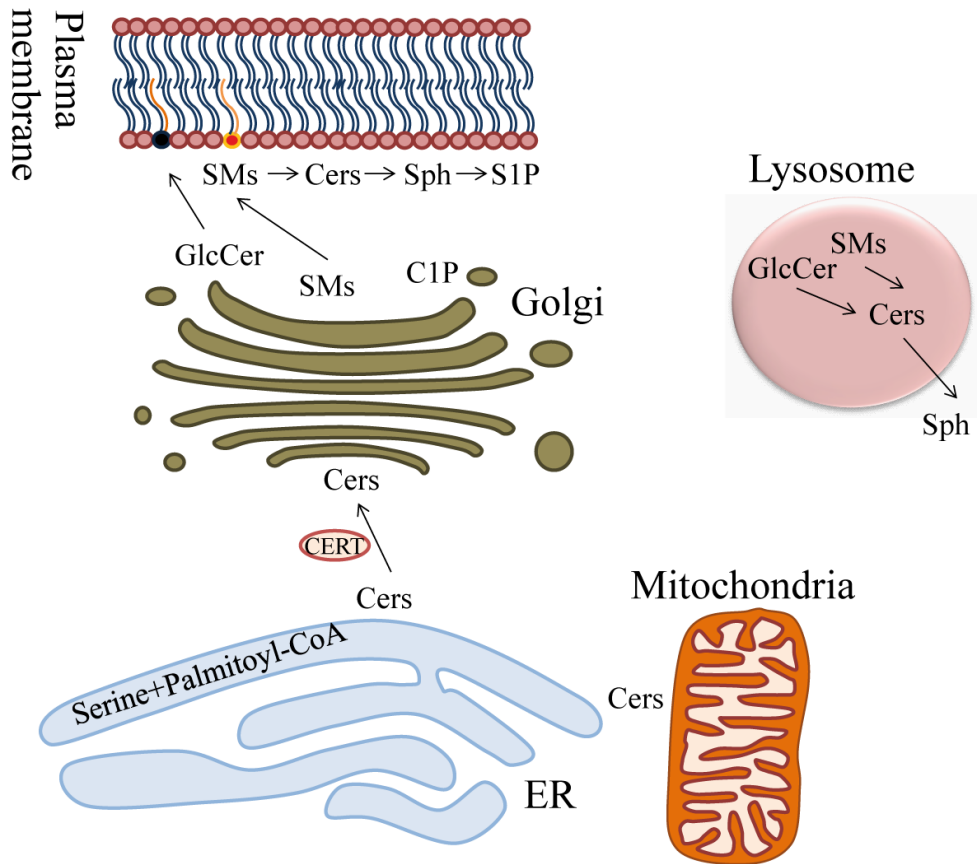 Plasma
membrane
SMs → Cers → Sph → S1P
GlcCer
SMs
C1P
Golgi
Lysosome
SMs
GlcCer
Cers
Sph
Cers
CERT
Cers
Serine+Palmitoyl-CoA
ER
Mitochondria
Cers